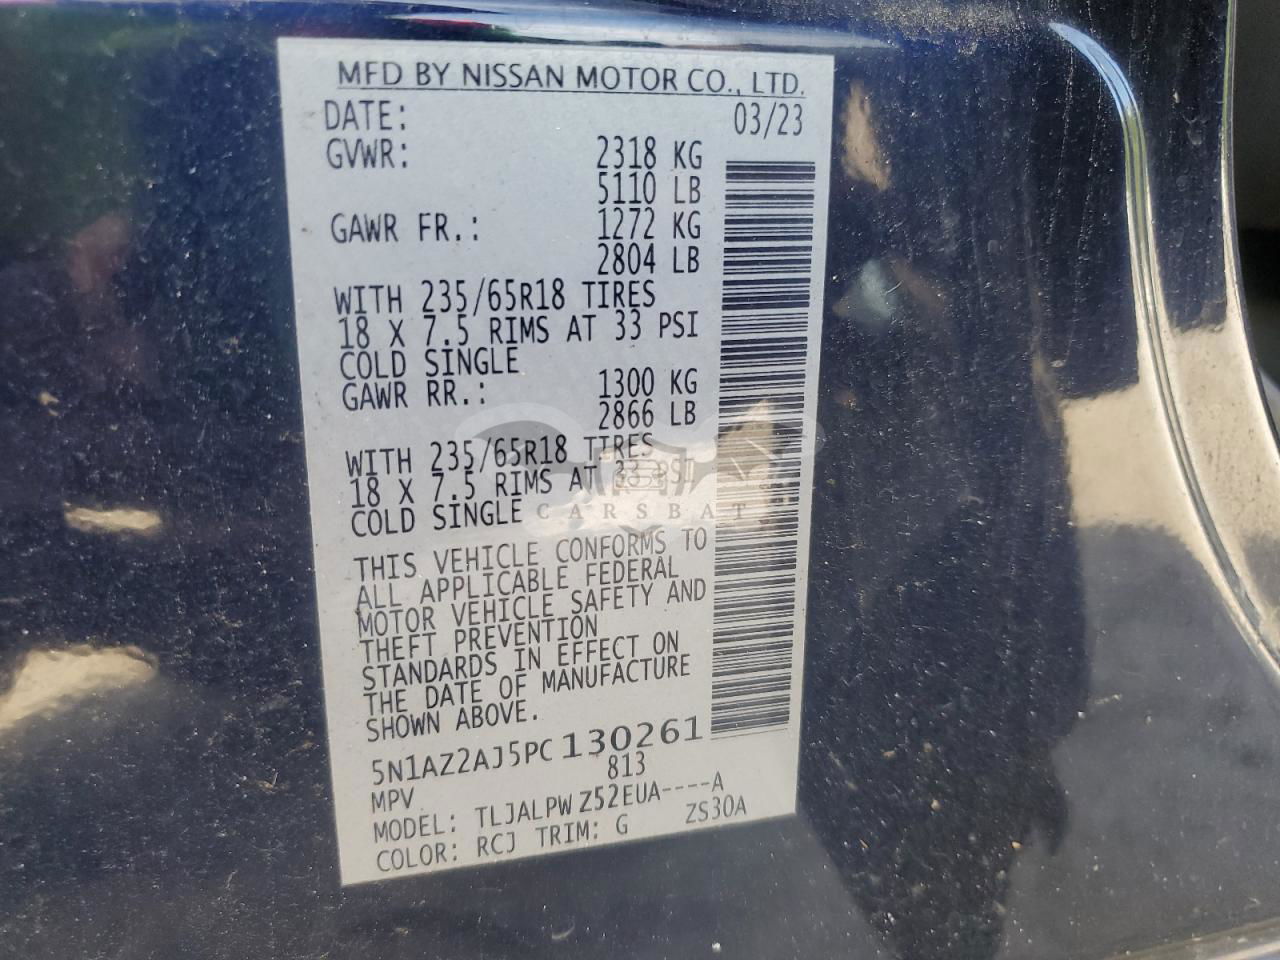 MFD BY NISSAN MOTOR CO., LTD.
DATE: 03/23
GVWR: 2318 KG
5110 LB
GAWR FR.: 1272 KG
2804 LB
WITH 235/65R18 TIRES
18 X 7.5 RIMS AT 33 PSI
COLD SINGLE
GAWR RR.: 1300 KG
2866 LB
WITH 235/65R18 TIRES
18 X 7.5 RIMS AT 33 PSI
COLD SINGLE
CARSBAT
THIS VEHICLE CONFORMS TO
ALL APPLICABLE FEDERAL
MOTOR VEHICLE SAFETY AND
THEFT PREVENTION
STANDARDS IN EFFECT ON
THE DATE OF MANUFACTURE
SHOWN ABOVE.
5N1AZ2AJ5PC130261
MPV 813
MODEL: TLJALPWZ52EUA----A
COLOR: RCJ TRIM: G ZS30A